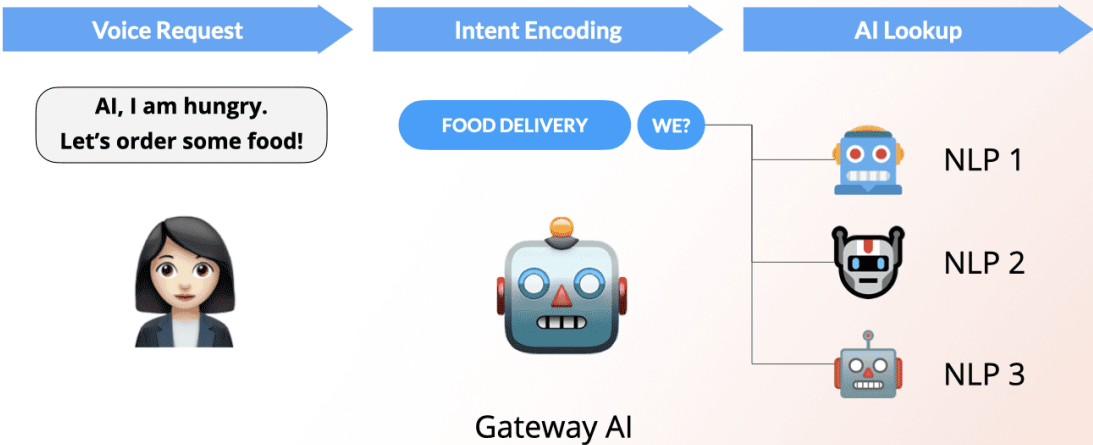 Voice Request
Intent Encoding
AI Lookup
AI, I am hungry.
Let’s order some food!
FOOD DELIVERY
WE?
NLP 1
NLP 2
NLP 3
Gateway AI